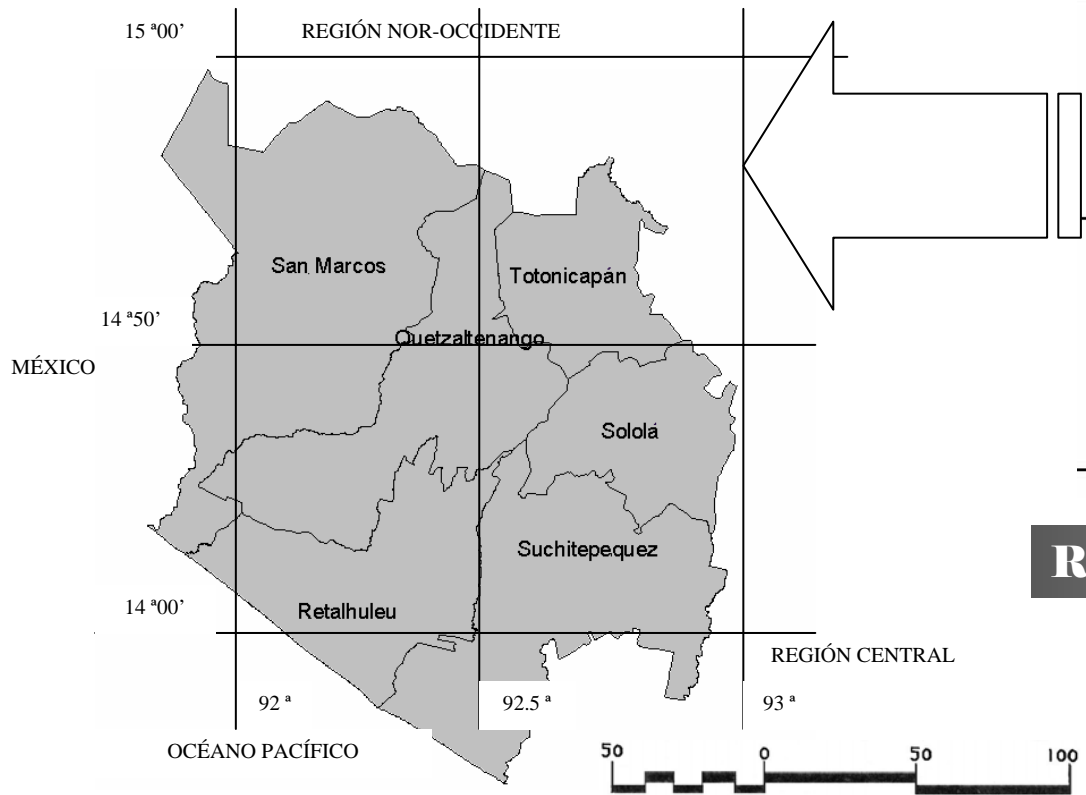 15 ª00’
REGIÓN NOR-OCCIDENTE
San Marcos
Totonicapán
14 ª50’
Quetzaltenango
MÉXICO
Sololá
Suchitepequez
R
14 ª00’
Retalhuleu
REGIÓN CENTRAL
92 ª
92.5 ª
93 ª
OCÉANO PACÍFICO
50 0 50 100